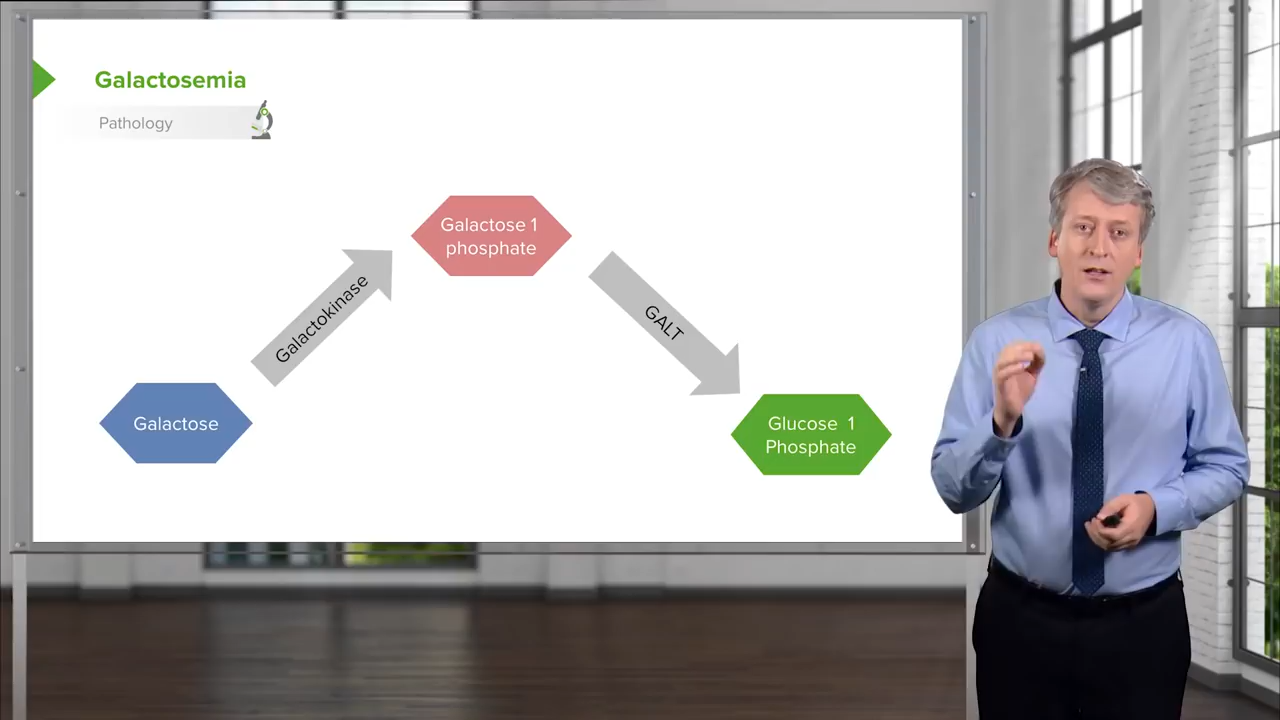 Galactosemia
Pathology
Galactose 1
phosphate
Galactokinase
GALT
Galactose
Glucose 1
Phosphate